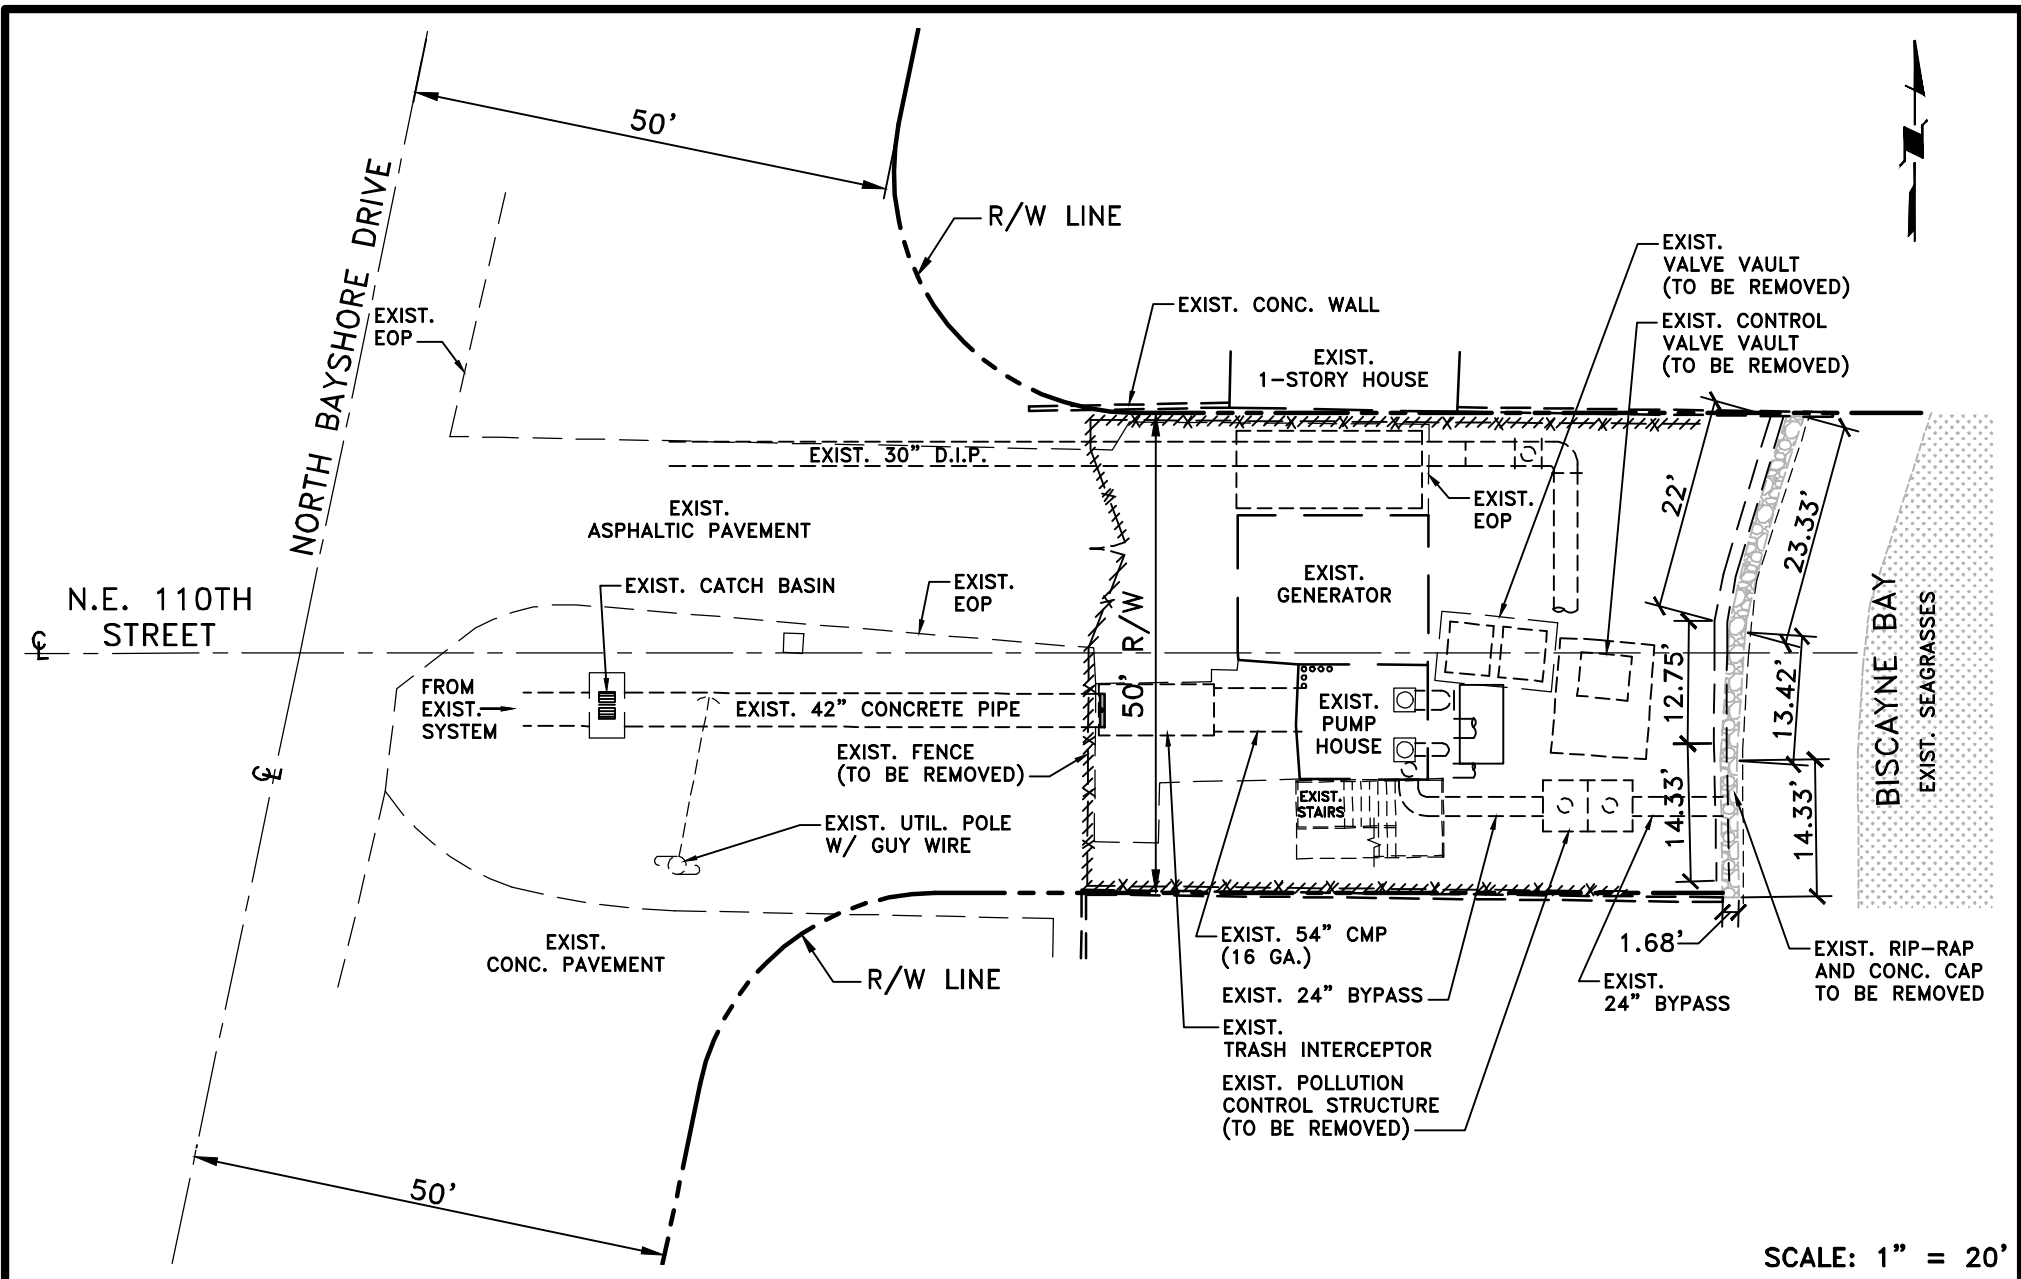 50'
NORTH BAYSHORE DRIVE
R/W LINE
EXIST.
EOP
EXIST. CONC. WALL
EXIST.
1-STORY HOUSE
EXIST.
VALVE VAULT
(TO BE REMOVED)
EXIST. CONTROL
VALVE VAULT
(TO BE REMOVED)
EXIST. 30" D.I.P.
EXIST.
ASPHALTIC PAVEMENT
EXIST.
EOP
22'
23.33'
EXIST. CATCH BASIN
EXIST.
EOP
EXIST.
GENERATOR
N.E. 110TH
STREET
50' R/W
12.75'
13.42'
BISCAYNE BAY
EXIST. SEAGRASSES
FROM
EXIST.
SYSTEM
EXIST. 42" CONCRETE PIPE
EXIST.
PUMP
HOUSE
EXIST. FENCE
(TO BE REMOVED)
EXIST.
STAIRS
14.33'
14.33'
EXIST. UTIL. POLE
W/ GUY WIRE
EXIST.
CONC. PAVEMENT
R/W LINE
EXIST. 54" CMP
(16 GA.)
EXIST. 24" BYPASS
EXIST.
TRASH INTERCEPTOR
EXIST. POLLUTION
CONTROL STRUCTURE
(TO BE REMOVED)
1.68'
EXIST.
24" BYPASS
EXIST. RIP-RAP
AND CONC. CAP
TO BE REMOVED
50'
SCALE: 1" = 20'